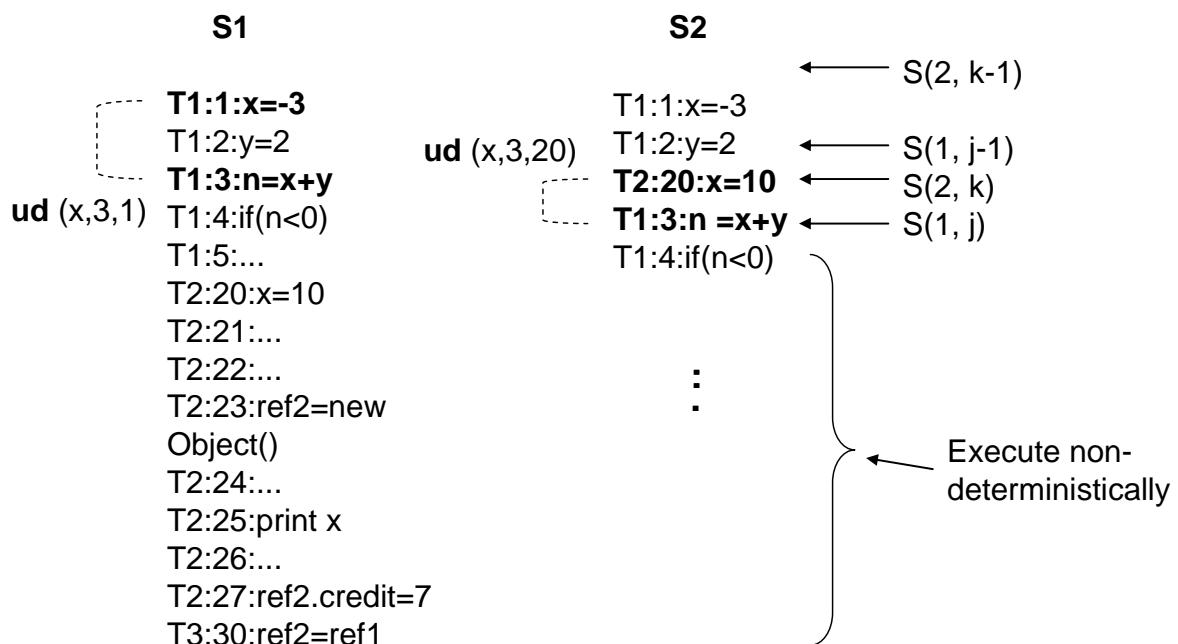 S1
T1:1:x=-3
T1:2:y=2
T1:3:n=x+y
ud (x,3,1)
T1:4:if(n<0)
T1:5:...
T2:20:x=10
T2:21:...
T2:22:...
T2:23:ref2=new
Object()
T2:24:...
T2:25:print x
T2:26:...
T2:27:ref2.credit=7
T3:30:ref2=ref1
S2
T1:1:x=-3
T1:2:y=2
ud (x,3,20)
T2:20:x=10
T1:3:n =x+y
T1:4:if(n<0)
:
.
S(2, k-1)
S(1, j-1)
S(2, k)
S(1, j)
Execute non-
deterministically